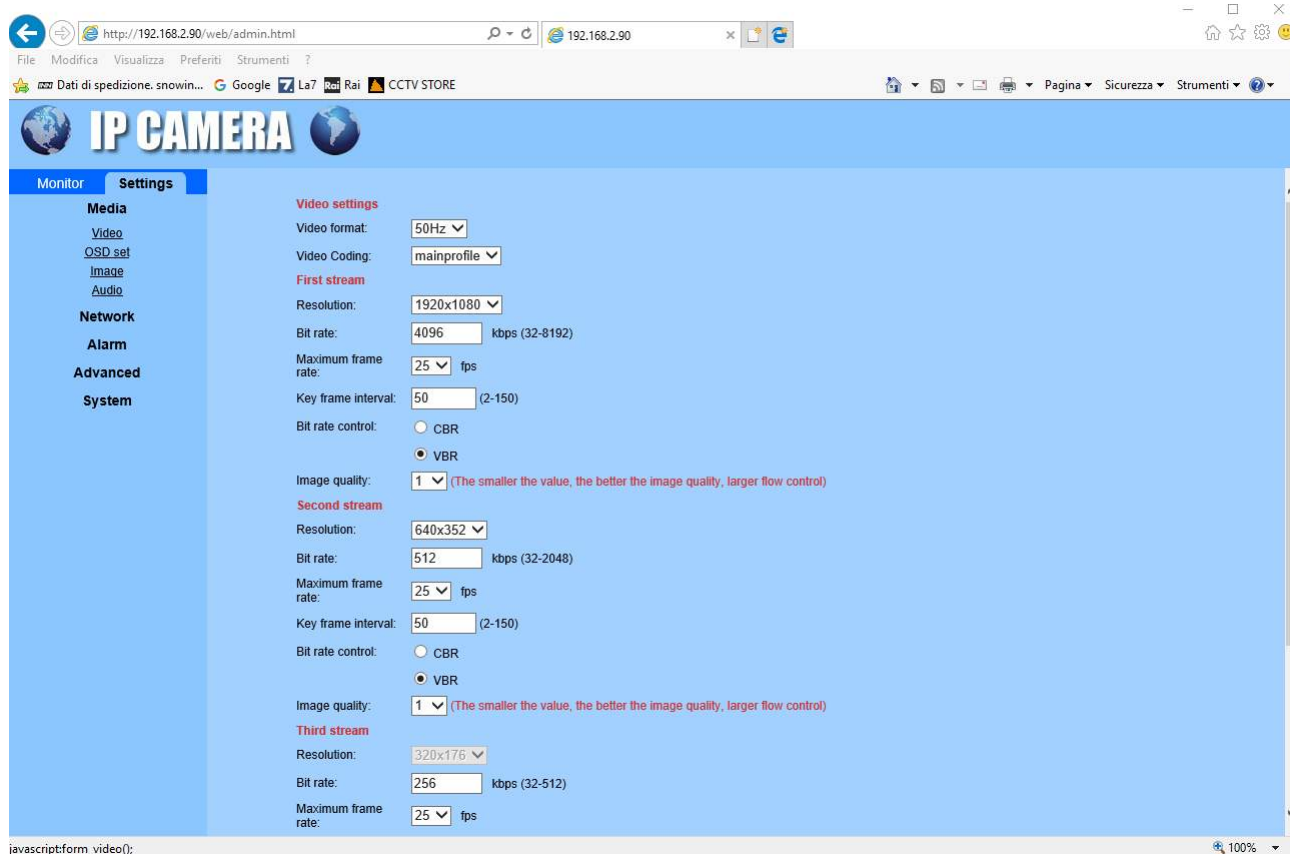 http://192.168.2.90/web/admin.html
192.168.2.90
File Modifica Visualizza Preferiti Strumenti ?
Dati di spedizione. snowin... Google La7 Rai Rai CCTV STORE
Pagina Sicurezza Strumenti
IP CAMERA
Monitor Settings
Media
Video
OSD set
Image
Audio
Network
Alarm
Advanced
System
Video settings
Video format: 50Hz
Video Coding: mainprofile
First stream
Resolution: 1920x1080
Bit rate: 4096 kbps (32-8192)
Maximum frame rate: 25 fps
Key frame interval: 50 (2-150)
Bit rate control: CBR
VBR
Image quality: 1 (The smaller the value, the better the image quality, larger flow control)
Second stream
Resolution: 640x352
Bit rate: 512 kbps (32-2048)
Maximum frame rate: 25 fps
Key frame interval: 50 (2-150)
Bit rate control: CBR
VBR
Image quality: 1 (The smaller the value, the better the image quality, larger flow control)
Third stream
Resolution: 320x176
Bit rate: 256 kbps (32-512)
Maximum frame rate: 25 fps
javascript:form_video();
100%